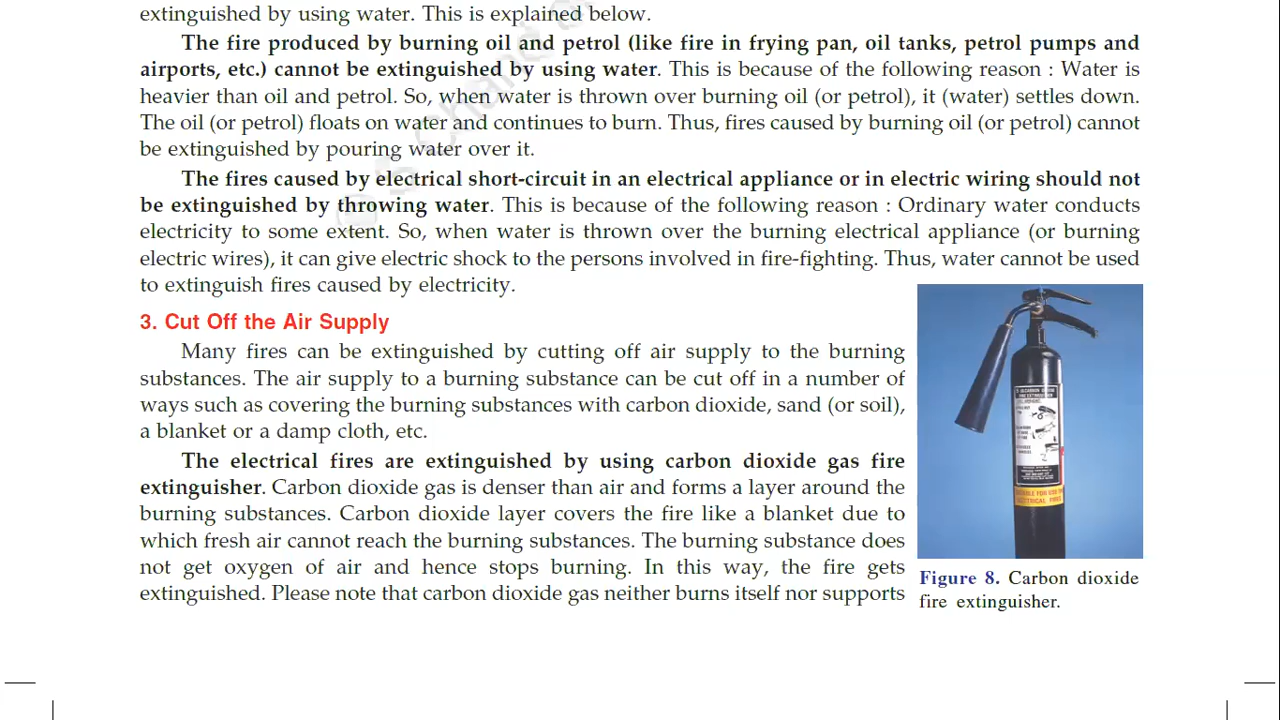 extinguished by using water. This is explained below.
The fire produced by burning oil and petrol (like fire in frying pan, oil tanks, petrol pumps and
airports, etc.) cannot be extinguished by using water. This is because of the following reason : Water is
heavier than oil and petrol. So, when water is thrown over burning oil (or petrol), it (water) settles down.
The oil (or petrol) floats on water and continues to burn. Thus, fires caused by burning oil (or petrol) cannot
be extinguished by pouring water over it.
The fires caused by electrical short-circuit in an electrical appliance or in electric wiring should not
be extinguished by throwing water. This is because of the following reason : Ordinary water conducts
electricity to some extent. So, when water is thrown over the burning electrical appliance (or burning
electric wires), it can give electric shock to the persons involved in fire-fighting. Thus, water cannot be used
to extinguish fires caused by electricity.
3. Cut Off the Air Supply
Many fires can be extinguished by cutting off air supply to the burning
substances. The air supply to a burning substance can be cut off in a number of
ways such as covering the burning substances with carbon dioxide, sand (or soil),
a blanket or a damp cloth, etc.
The electrical fires are extinguished by using carbon dioxide gas fire
extinguisher. Carbon dioxide gas is denser than air and forms a layer around the
burning substances. Carbon dioxide layer covers the fire like a blanket due to
which fresh air cannot reach the burning substances. The burning substance does
not get oxygen of air and hence stops burning. In this way, the fire gets
extinguished. Please note that carbon dioxide gas neither burns itself nor supports
ELECTRICAL FIRES
Figure 8. Carbon dioxide
fire extinguisher.